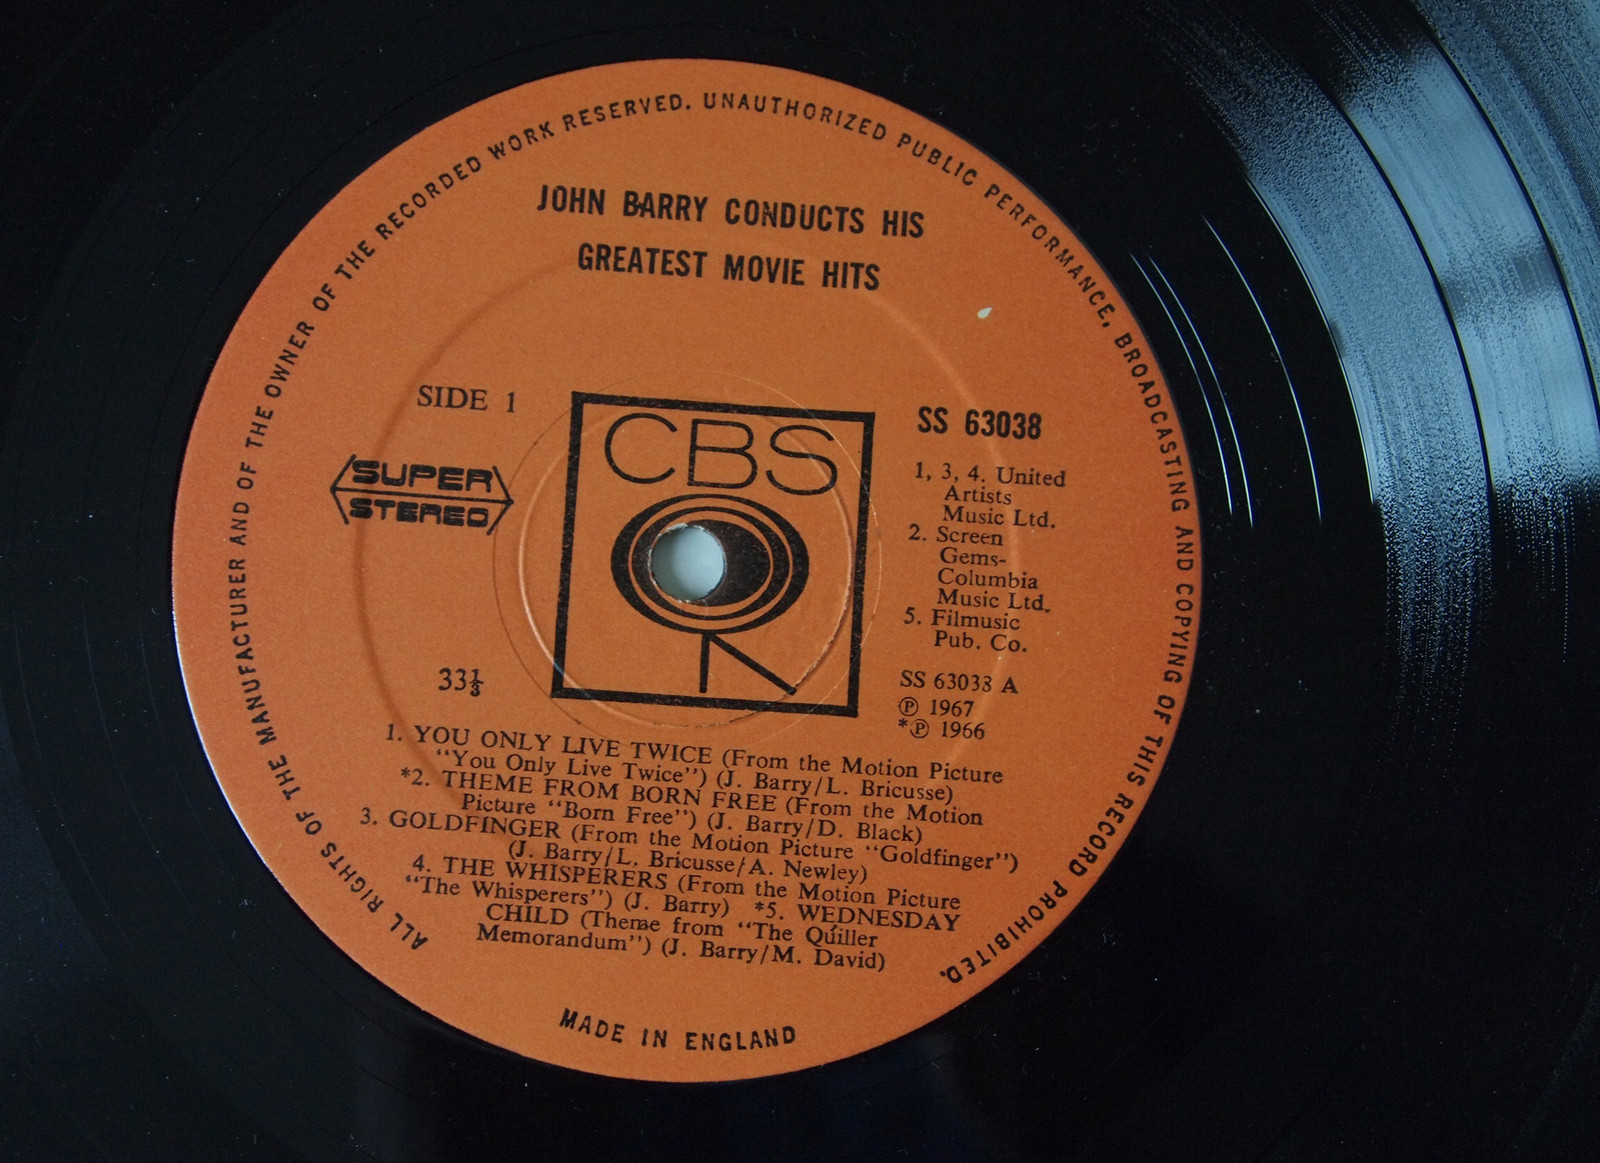 ALL RIGHTS OF THE MANUFACTURER AND OF THE OWNER OF THE RECORDED WORK RESERVED. UNAUTHORIZED PUBLIC PERFORMANCE, BROADCASTING AND COPYING OF THIS RECORD PROHIBITED.
JOHN BARRY CONDUCTS HIS
GREATEST MOVIE HITS
SIDE 1
SUPER
STEREO
33⅓
CBS
SS 63038
1, 3, 4. United
Artists
Music Ltd.
2. Screen
Gems-
Columbia
Music Ltd.
5. Filmusic
Pub. Co.
SS 63038 A
Ⓟ 1967
*Ⓟ 1966
1. YOU ONLY LIVE TWICE (From the Motion Picture
"You Only Live Twice") (J. Barry/L. Bricusse)
*2. THEME FROM BORN FREE (From the Motion
Picture "Born Free") (J. Barry/D. Black)
3. GOLDFINGER (From the Motion Picture "Goldfinger")
(J. Barry/L. Bricusse/A. Newley)
4. THE WHISPERERS (From the Motion Picture
"The Whisperers") (J. Barry) *5. WEDNESDAY
CHILD (Theme from "The Quiller
Memorandum") (J. Barry/M. David)
MADE IN ENGLAND